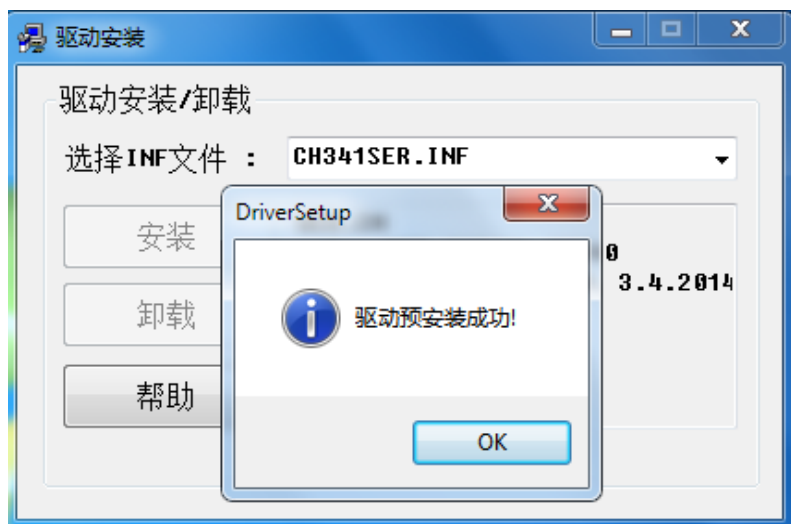 驱动安装
驱动安装/卸载
选择INF文件 :
CH341SER.INF
安装
卸载
帮助
3.4.2014
DriverSetup
驱动预安装成功!
OK